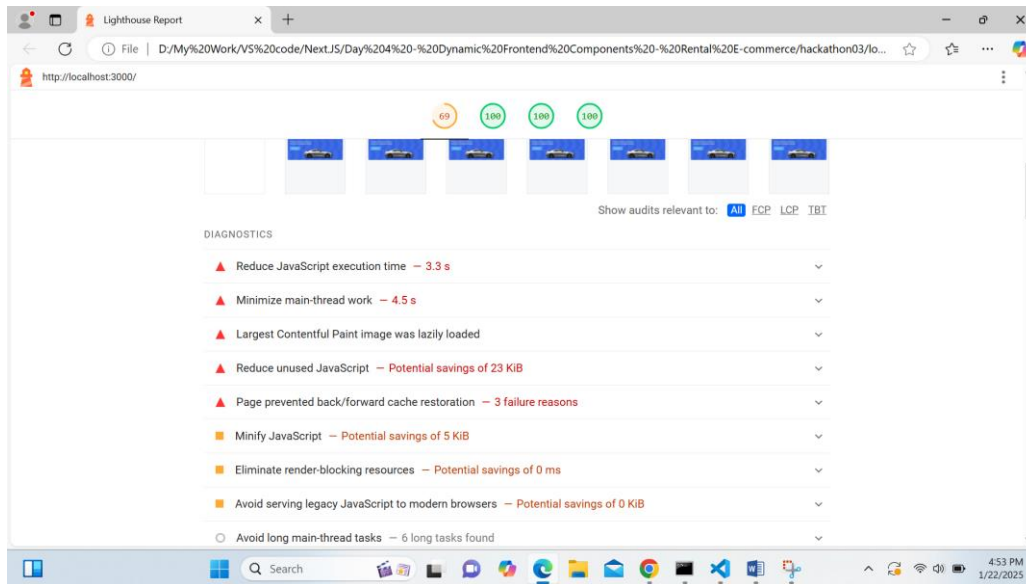 Lighthouse Report
File D:/My%20Work/VS%20code/Next.JS/Day%204%20-%20Dynamic%20Frontend%20Components%20-%20Rental%20E-commerce/hackathon03/lo...
http://localhost:3000/
69 100 100 100
Show audits relevant to: All FCP LCP TBT
DIAGNOSTICS
Reduce JavaScript execution time — 3.3 s
Minimize main-thread work — 4.5 s
Largest Contentful Paint image was lazily loaded
Reduce unused JavaScript — Potential savings of 23 KiB
Page prevented back/forward cache restoration — 3 failure reasons
Minify JavaScript — Potential savings of 5 KiB
Eliminate render-blocking resources — Potential savings of 0 ms
Avoid serving legacy JavaScript to modern browsers — Potential savings of 0 KiB
Avoid long main-thread tasks — 6 long tasks found
Search
4:53 PM
1/22/2025